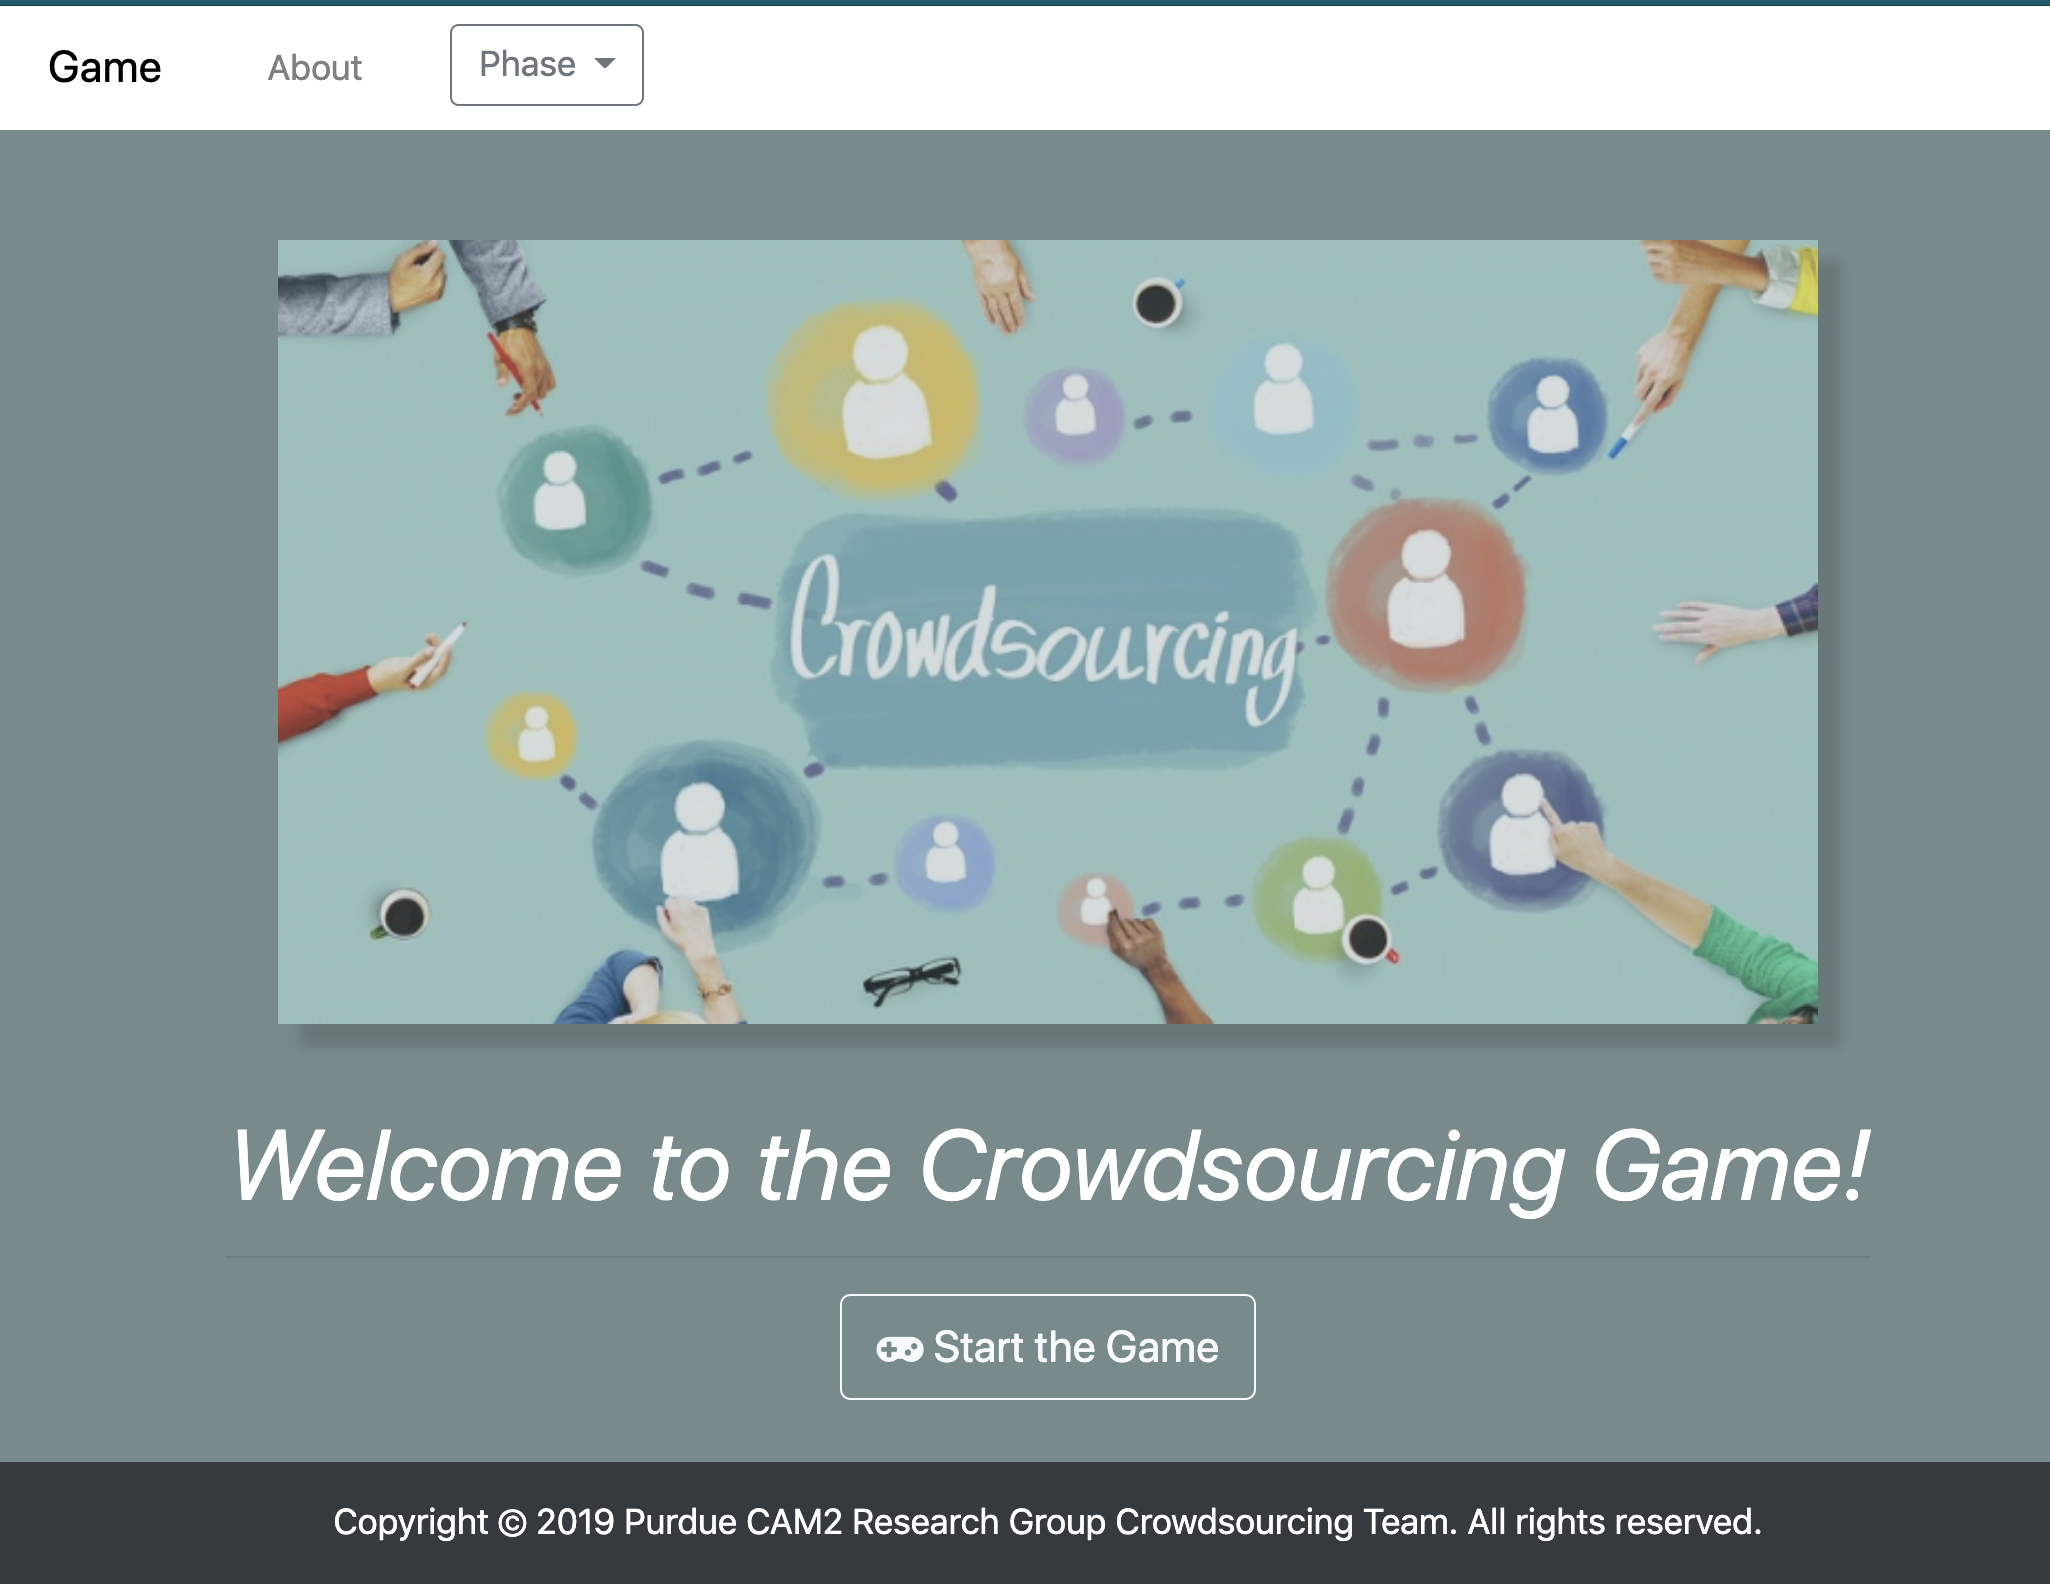 Game About Phase
Crowdsourcing
Welcome to the Crowdsourcing Game!
Start the Game
Copyright © 2019 Purdue CAM2 Research Group Crowdsourcing Team. All rights reserved.